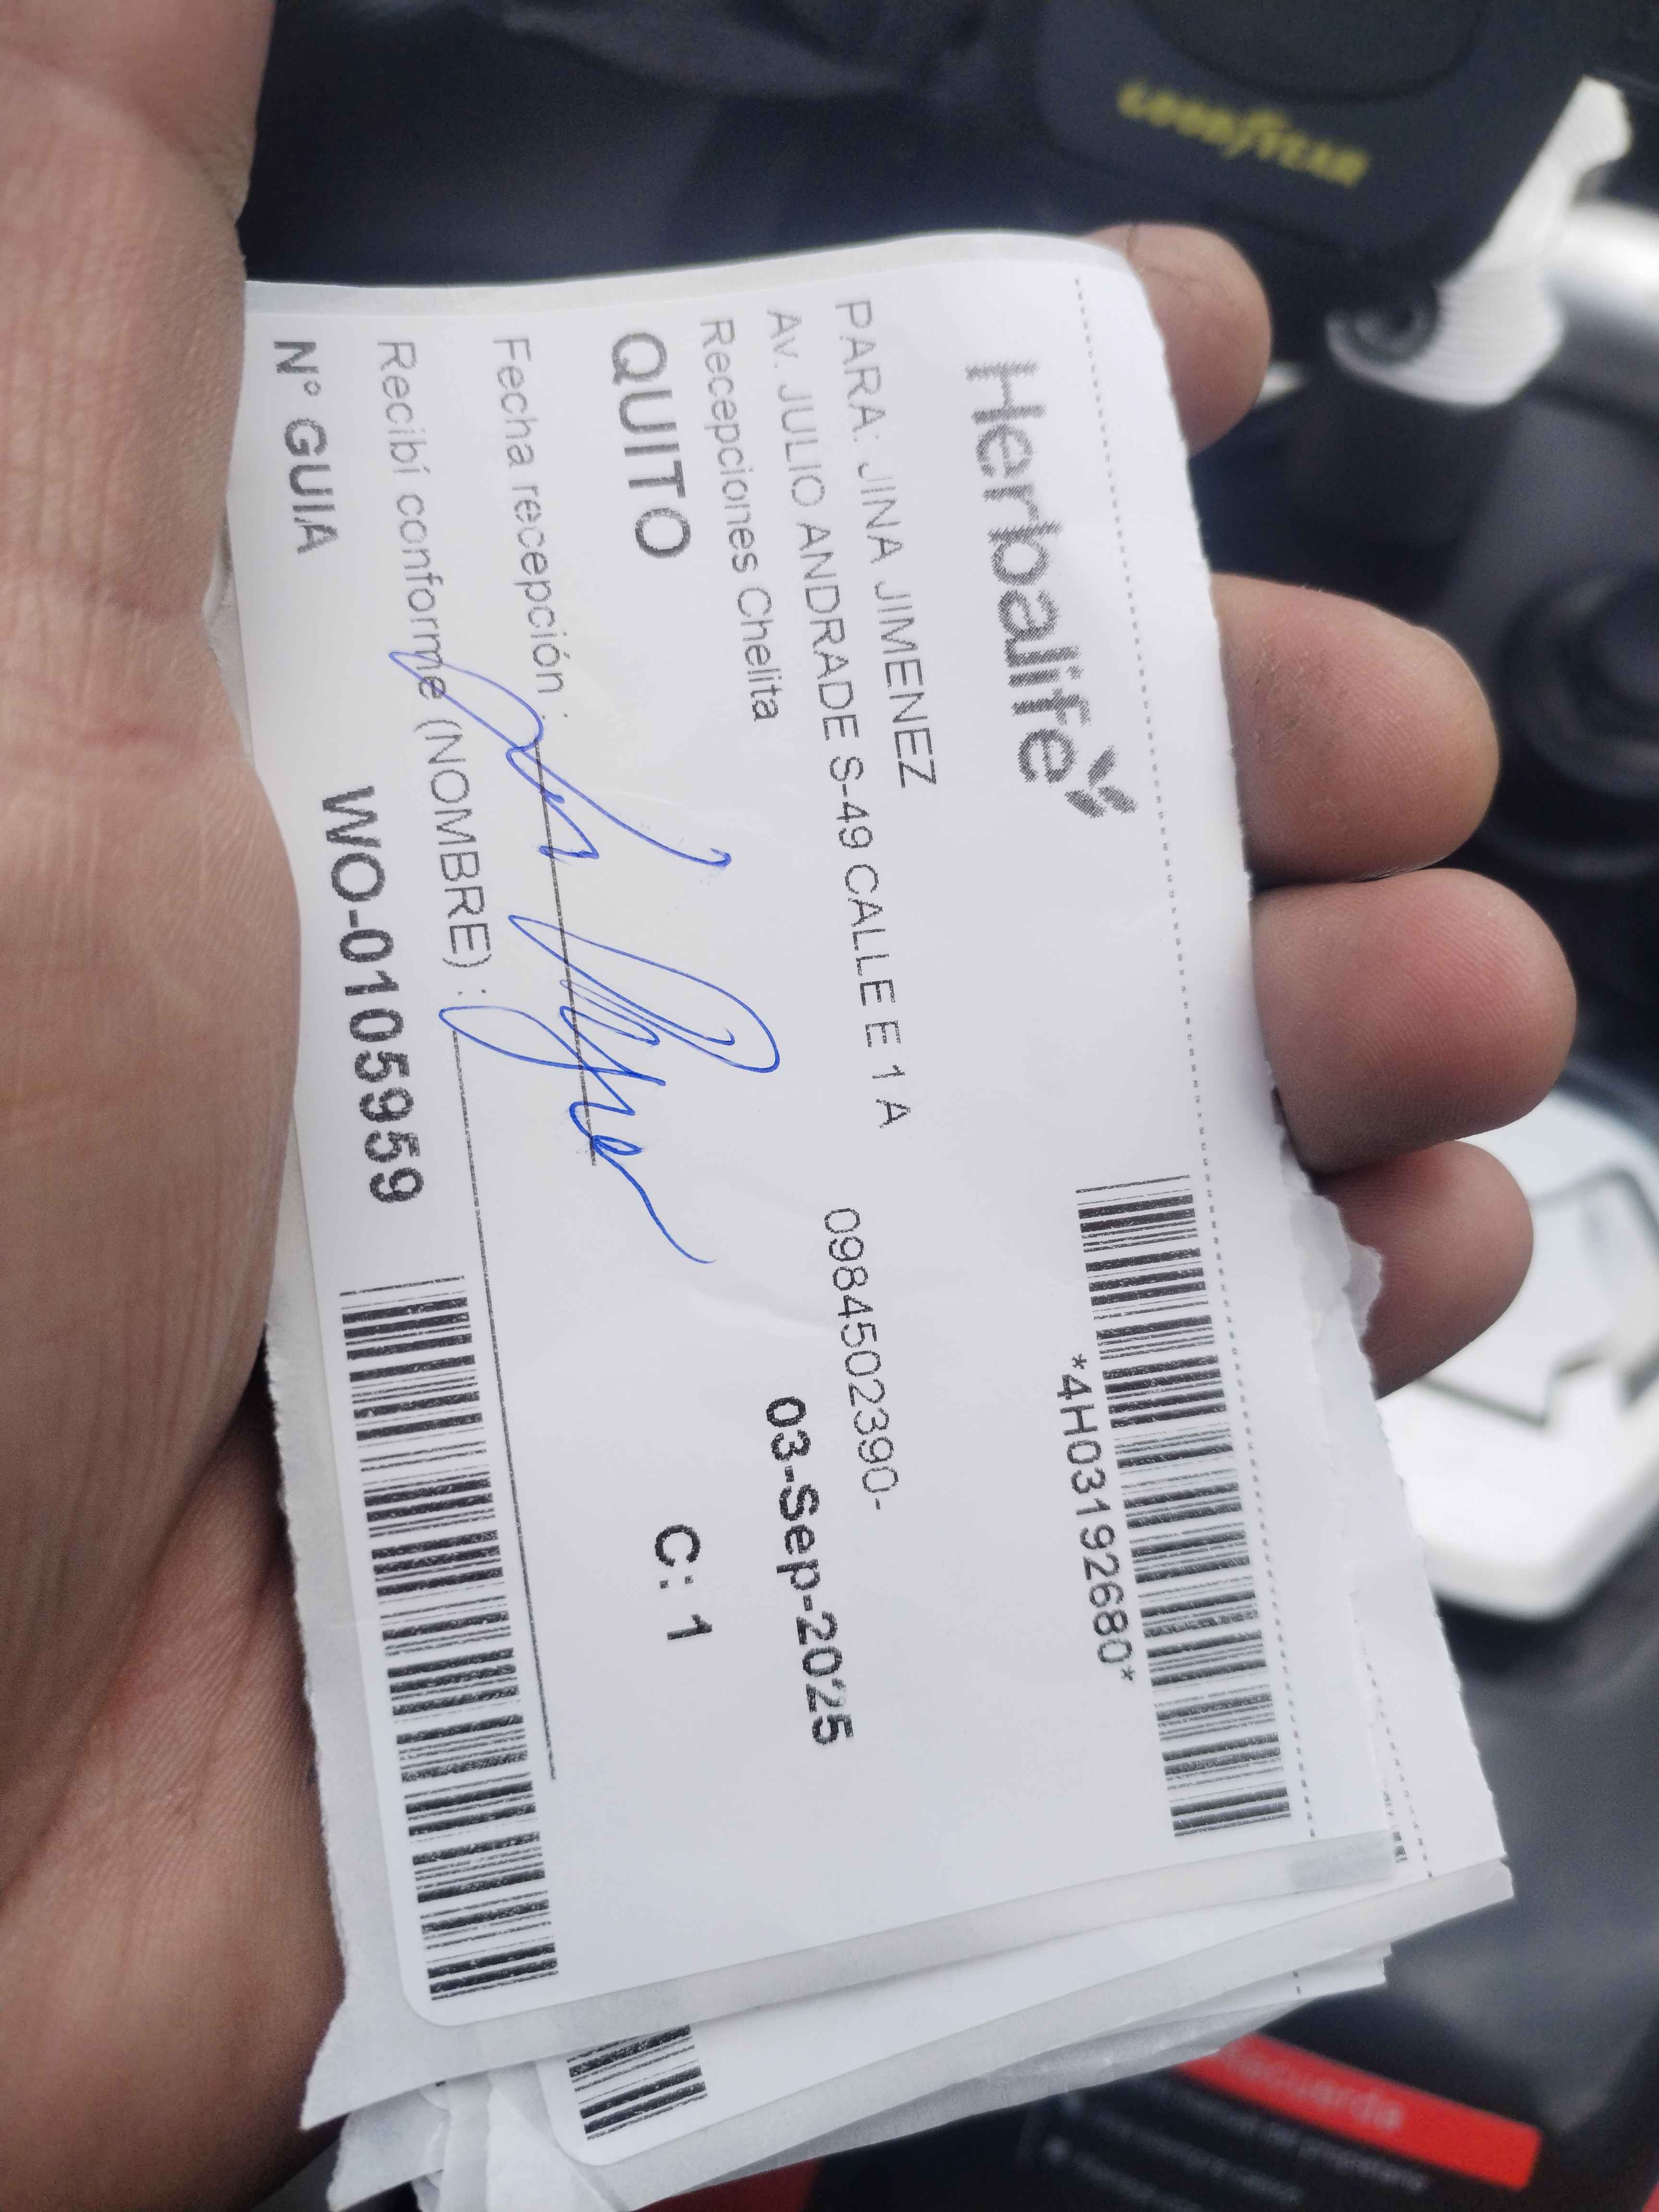 Herbalife
*4H03192680*
PARA: JINA JIMENEZ
Av. JULIO ANDRADE S-49 CALLE E 1 A
0984502390-
Recepciones Chelita
03-Sep-2025
QUITO
C: 1
Fecha recepción :
Recibí conforme (NOMBRE) :
N° GUIA
WO-0105959
GOODYEAR